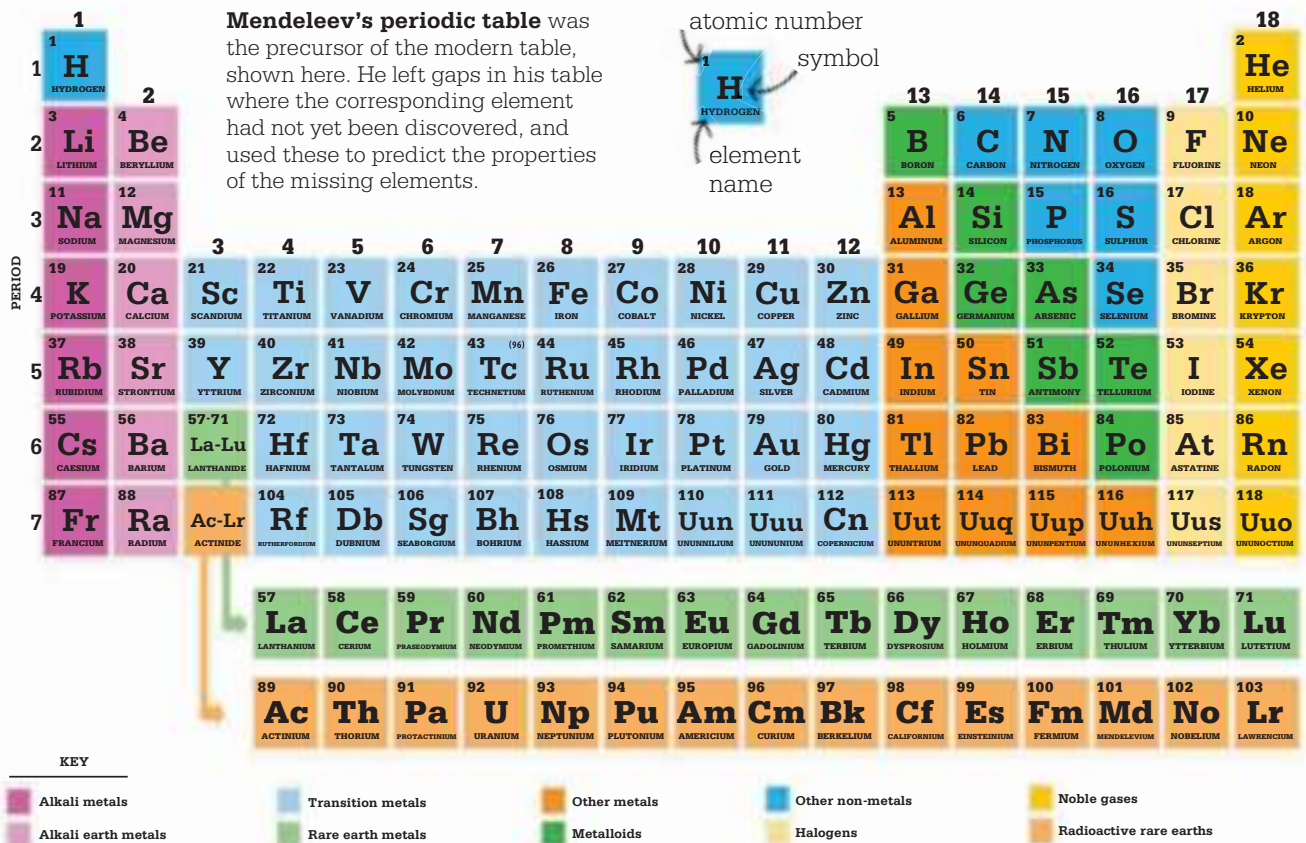 1
18
Mendeleev's periodic table was
the precursor of the modern table,
shown here. He left gaps in his table
where the corresponding element
had not yet been discovered, and
used these to predict the properties
of the missing elements.
atomic number
symbol
1
H
HYDROGEN
element
name
PERIOD
1
1 H HYDROGEN
2 He HELIUM
2
13 14 15 16 17
2
3 Li LITHIUM
4 Be BERYLLIUM
5 B BORON
6 C CARBON
7 N NITROGEN
8 O OXYGEN
9 F FLUORINE
10 Ne NEON
3
11 Na SODIUM
12 Mg MAGNESIUM
13 Al ALUMINUM
14 Si SILICON
15 P PHOSPHORUS
16 S SULPHUR
17 Cl CHLORINE
18 Ar ARGON
3 4 5 6 7 8 9 10 11 12
4
19 K POTASSIUM
20 Ca CALCIUM
21 Sc SCANDIUM
22 Ti TITANIUM
23 V VANADIUM
24 Cr CHROMIUM
25 Mn MANGANESE
26 Fe IRON
27 Co COBALT
28 Ni NICKEL
29 Cu COPPER
30 Zn ZINC
31 Ga GALLIUM
32 Ge GERMANIUM
33 As ARSENIC
34 Se SELENIUM
35 Br BROMINE
36 Kr KRYPTON
5
37 Rb RUBIDIUM
38 Sr STRONTIUM
39 Y YTTRIUM
40 Zr ZIRCONIUM
41 Nb NIOBIUM
42 Mo MOLYBDNUM
43 (96) Tc TECHNETIUM
44 Ru RUTHENIUM
45 Rh RHODIUM
46 Pd PALLADIUM
47 Ag SILVER
48 Cd CADMIUM
49 In INDIUM
50 Sn TIN
51 Sb ANTIMONY
52 Te TELLURIUM
53 I IODINE
54 Xe XENON
6
55 Cs CAESIUM
56 Ba BARIUM
57-71 La-Lu LANTHANIDE
72 Hf HAFNIUM
73 Ta TANTALUM
74 W TUNGSTEN
75 Re RHENIUM
76 Os OSMIUM
77 Ir IRIDIUM
78 Pt PLATINUM
79 Au GOLD
80 Hg MERCURY
81 Tl THALLIUM
82 Pb LEAD
83 Bi BISMUTH
84 Po POLONIUM
85 At ASTATINE
86 Rn RADON
7
87 Fr FRANCIUM
88 Ra RADIUM
Ac-Lr ACTINIDE
104 Rf RUTHERFORDIUM
105 Db DUBNIUM
106 Sg SEABORGIUM
107 Bh BOHRIUM
108 Hs HASSIUM
109 Mt MEITNERIUM
110 Uun UNUNNILIUM
111 Uuu UNUNUNIUM
112 Cn COPERNICIUM
113 Uut UNUNTRIUM
114 Uuq UNUNQUADIUM
115 Uup UNUNPENTIUM
116 Uuh UNUNHEXIUM
117 Uus UNUNSEPTIUM
118 Uuo UNUNOCTIUM
57 La LANTHANIUM
58 Ce CERIUM
59 Pr PRASEODYMIUM
60 Nd NEODYMIUM
61 Pm PROMETHIUM
62 Sm SAMARIUM
63 Eu EUROPIUM
64 Gd GADOLINIUM
65 Tb TERBIUM
66 Dy DYSPROSIUM
67 Ho HOLMIUM
68 Er ERBIUM
69 Tm THULIUM
70 Yb YTTERBIUM
71 Lu LUTETIUM
89 Ac ACTINIUM
90 Th THORIUM
91 Pa PROTACTINIUM
92 U URANIUM
93 Np NEPTUNIUM
94 Pu PLUTONIUM
95 Am AMERICIUM
96 Cm CURIUM
97 Bk BERKELIUM
98 Cf CALIFORNIUM
99 Es EINSTEINIUM
100 Fm FERMIUM
101 Md MENDELEVIUM
102 No NOBELIUM
103 Lr LAWRENCIUM
KEY
Alkali metals
Transition metals
Other metals
Other non-metals
Noble gases
Alkali earth metals
Rare earth metals
Metalloids
Halogens
Radioactive rare earths